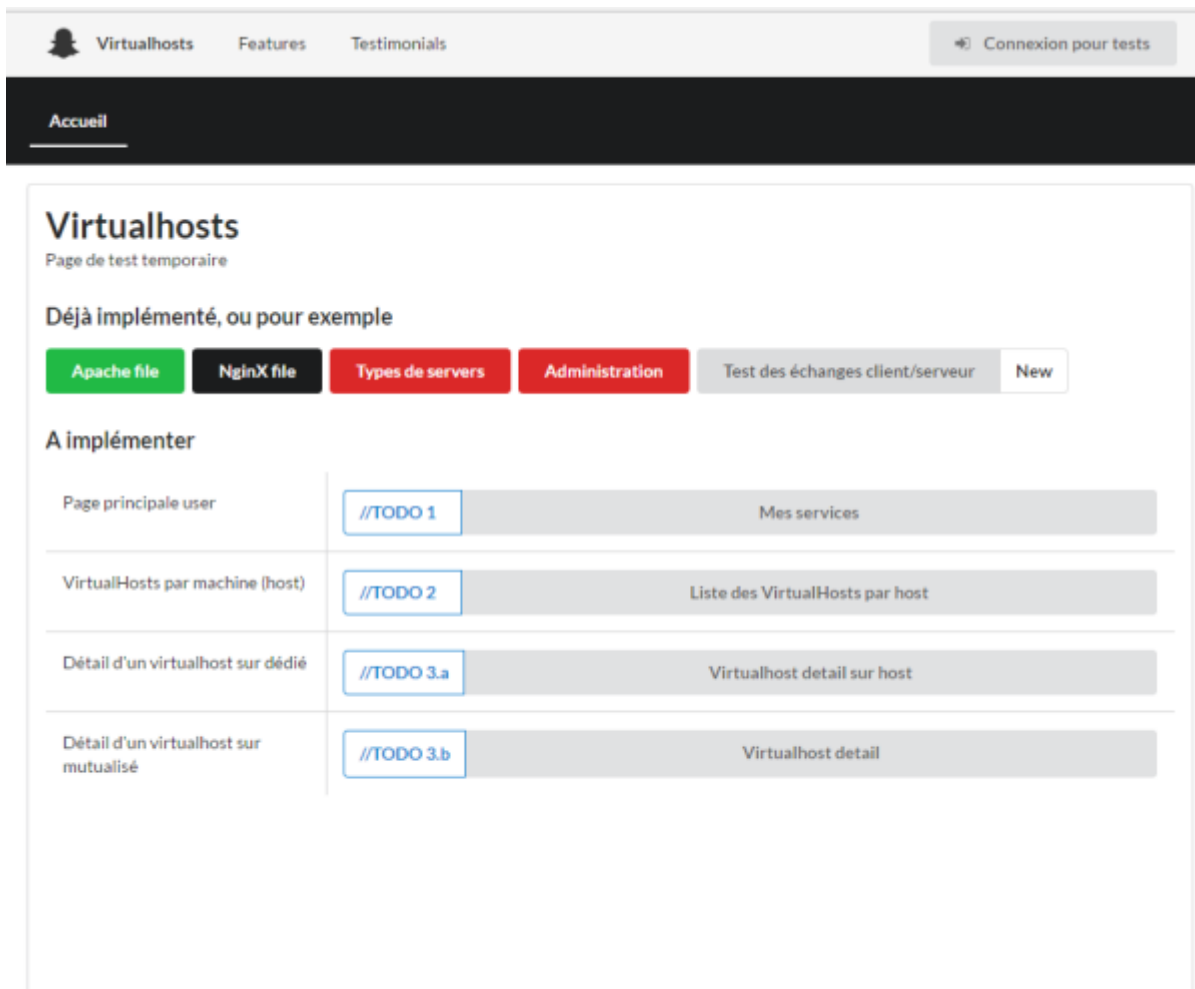 Virtualhosts Features Testimonials Connexion pour tests
Accueil
Virtualhosts
Page de test temporaire
Déjà implémenté, ou pour exemple
Apache file NginX file Types de servers Administration Test des échanges client/serveur New
A implémenter
Page principale user //TODO 1 Mes services
VirtualHosts par machine (host) //TODO 2 Liste des VirtualHosts par host
Détail d'un virtualhost sur dédié //TODO 3.a Virtualhost detail sur host
Détail d'un virtualhost sur
mutualisé
//TODO 3.b Virtualhost detail